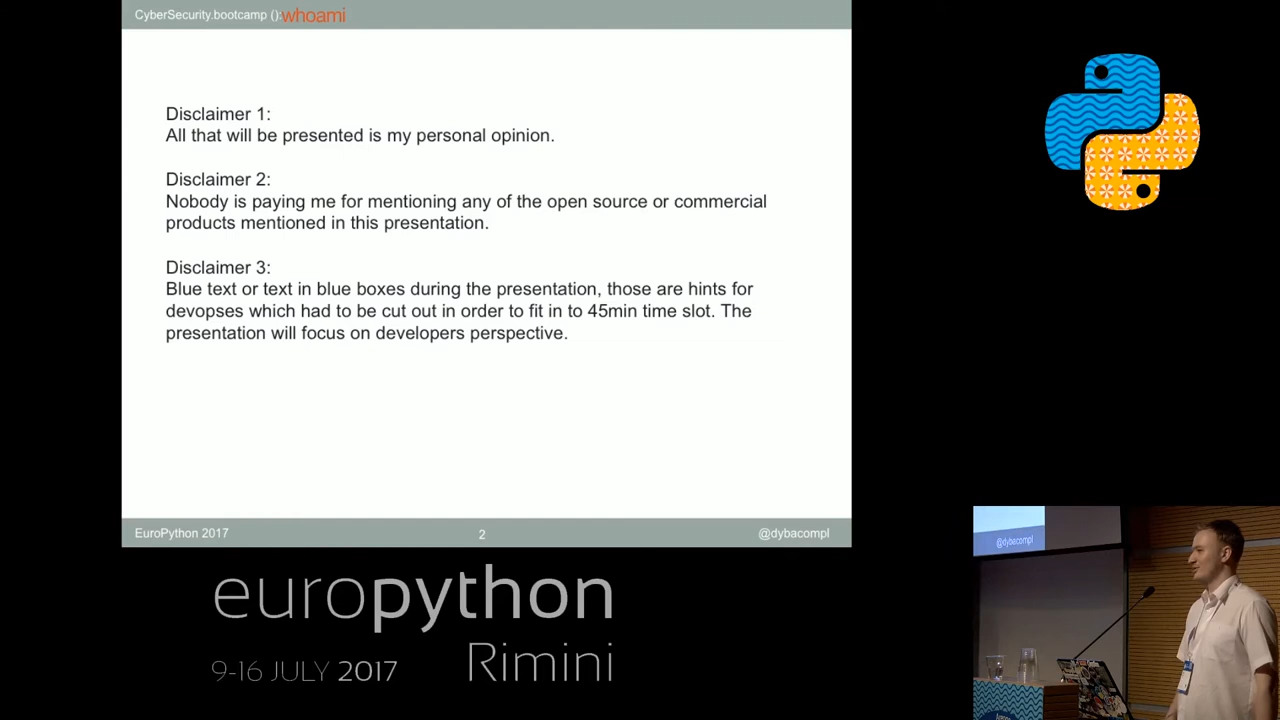 CyberSecurity.bootcamp ():whoami
Disclaimer 1:
All that will be presented is my personal opinion.
Disclaimer 2:
Nobody is paying me for mentioning any of the open source or commercial
products mentioned in this presentation.
Disclaimer 3:
Blue text or text in blue boxes during the presentation, those are hints for
devopses which had to be cut out in order to fit in to 45min time slot. The
presentation will focus on developers perspective.
EuroPython 2017
2
@dybacompl
europython
Rimini
9-16 JULY 2017
@dybacompl